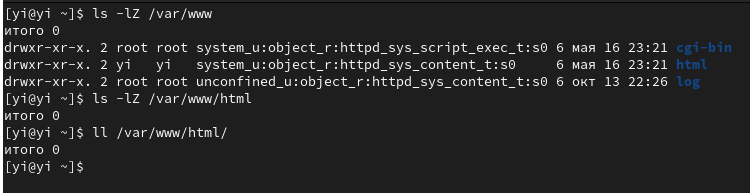 [yi@yi ~]$ ls -lZ /var/www
итого 0
drwxr-xr-x. 2 root root system_u:object_r:httpd_sys_script_exec_t:s0 6 мая 16 23:21 cgi-bin
drwxr-xr-x. 2 yi   yi   system_u:object_r:httpd_sys_content_t:s0     6 мая 16 23:21 html
drwxr-xr-x. 2 root root unconfined_u:object_r:httpd_sys_content_t:s0 6 окт 13 22:26 log
[yi@yi ~]$ ls -lZ /var/www/html
итого 0
[yi@yi ~]$ ll /var/www/html/
итого 0
[yi@yi ~]$